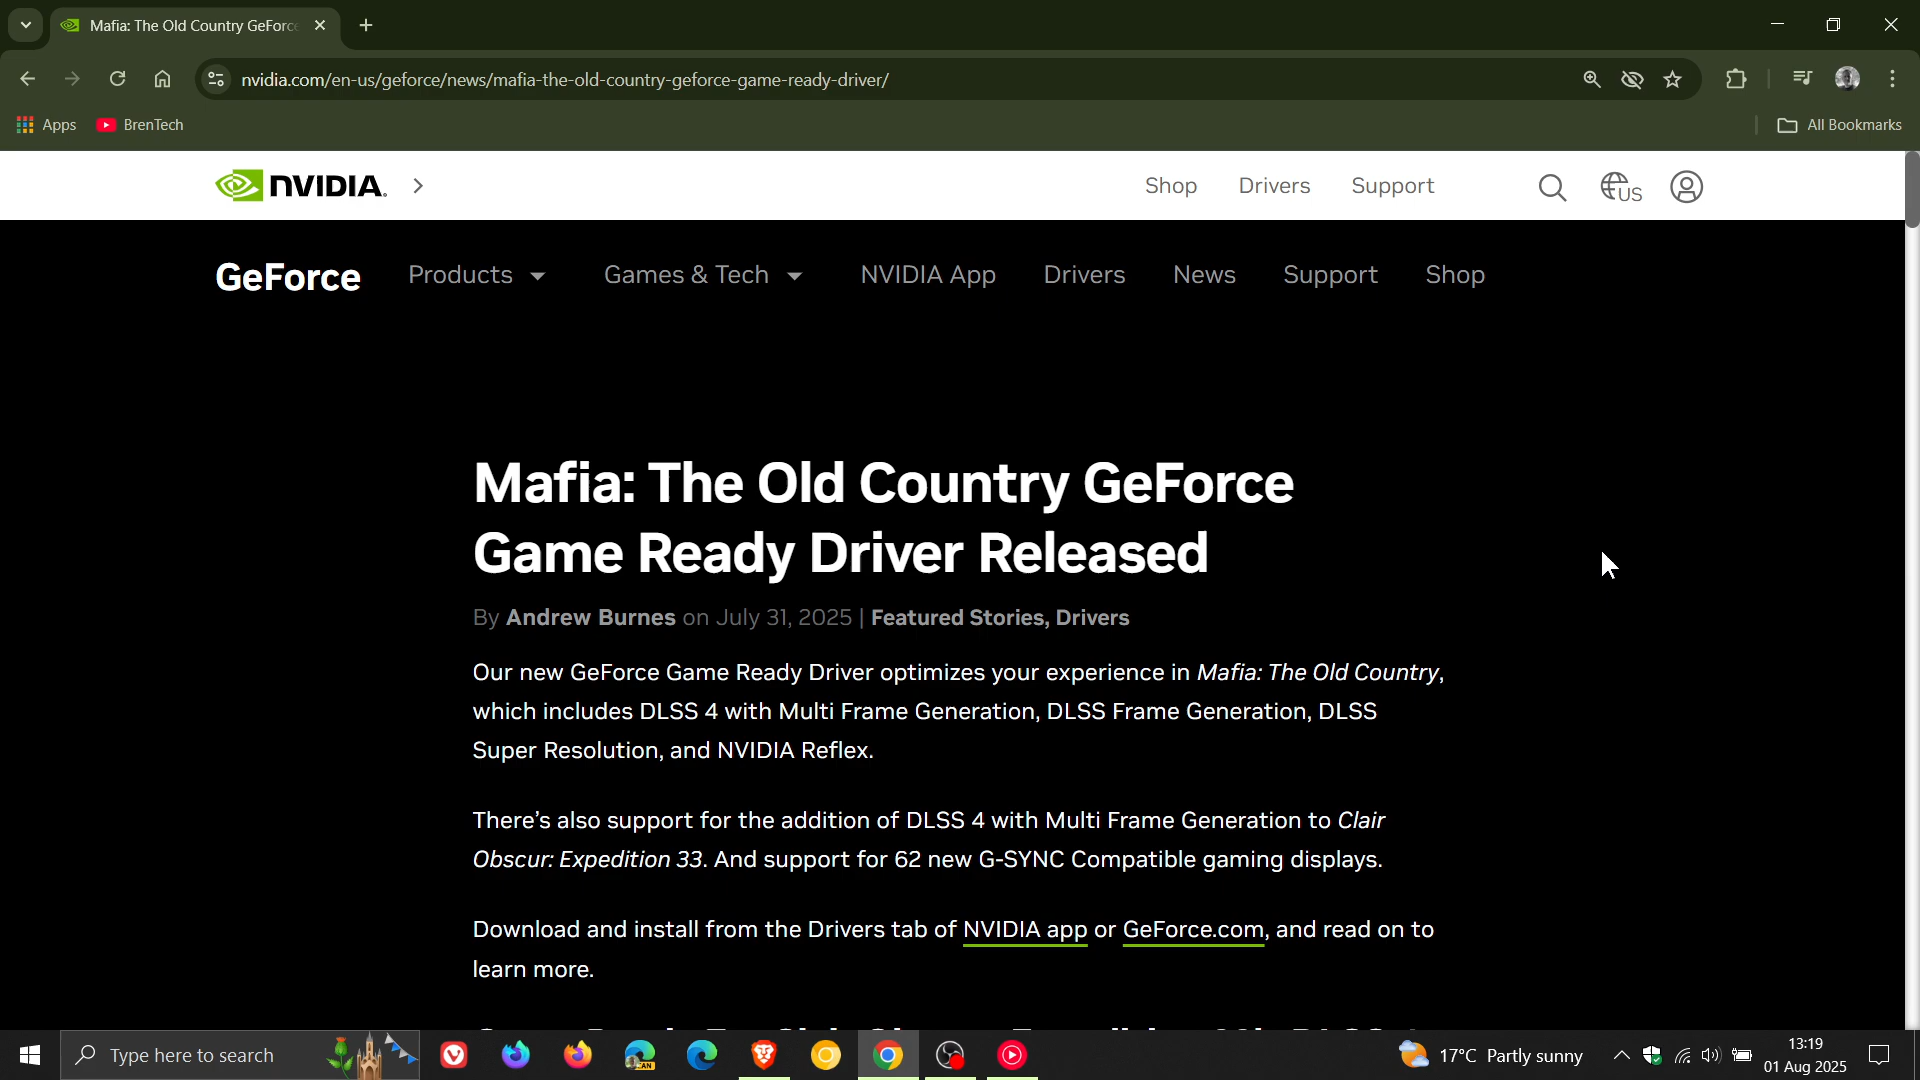 Mafia: The Old Country GeForce
nvidia.com/en-us/geforce/news/mafia-the-old-country-geforce-game-ready-driver/
Apps
BrenTech
All Bookmarks
NVIDIA.
Shop
Drivers
Support
US
GeForce
Products
Games & Tech
NVIDIA App
Drivers
News
Support
Shop
Mafia: The Old Country GeForce
Game Ready Driver Released
By Andrew Burnes on July 31, 2025 | Featured Stories, Drivers
Our new GeForce Game Ready Driver optimizes your experience in Mafia: The Old Country,
which includes DLSS 4 with Multi Frame Generation, DLSS Frame Generation, DLSS
Super Resolution, and NVIDIA Reflex.
There’s also support for the addition of DLSS 4 with Multi Frame Generation to Clair
Obscur: Expedition 33. And support for 62 new G-SYNC Compatible gaming displays.
Download and install from the Drivers tab of NVIDIA app or GeForce.com, and read on to
learn more.
Type here to search
CAN
17°C Partly sunny
13:19
01 Aug 2025